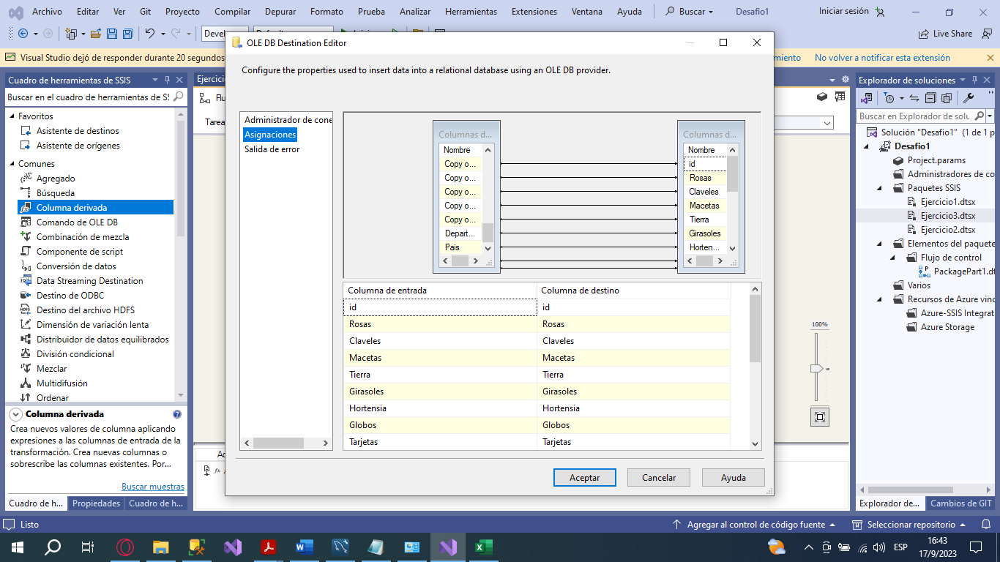 Archivo Editar Ver Git Proyecto Compilar Depurar Formato Prueba Analizar Herramientas Extensiones Ventana Ayuda Buscar Desafio1 Iniciar sesión
Live Share
Visual Studio dejó de responder durante 20 segundos
No volver a notificar esta extensión
OLE DB Destination Editor
Configure the properties used to insert data into a relational database using an OLE DB provider.
Cuadro de herramientas de SSIS
Buscar en el cuadro de herramientas de SS
Favoritos
Asistente de destinos
Asistente de orígenes
Comunes
Agregado
Búsqueda
Columna derivada
Comando de OLE DB
Combinación de mezcla
Componente de script
Conversión de datos
Data Streaming Destination
Destino de ODBC
Destino del archivo HDFS
Dimensión de variación lenta
Distribuidor de datos equilibrados
División condicional
Mezclar
Multidifusión
Ordenar
Columna derivada
Crea nuevos valores de columna aplicando
expresiones a las columnas de entrada de la
transformación. Crea nuevas columnas o
sobrescribe las columnas existentes. Por...
Buscar muestras
Cuadro de h... Propiedades Cuadro de h...
Administrador de cone
Asignaciones
Salida de error
Columnas d...
Nombre
Copy o...
Copy o...
Copy o...
Copy o...
Copy o...
Depart...
Pais
Columnas d...
Nombre
id
Rosas
Claveles
Macetas
Tierra
Girasoles
Horten...
Columna de entrada Columna de destino
id id
Rosas Rosas
Claveles Claveles
Macetas Macetas
Tierra Tierra
Girasoles Girasoles
Hortensia Hortensia
Globos Globos
Tarjetas Tarjetas
Aceptar Cancelar Ayuda
100%
Explorador de soluciones
Buscar en Explorador de solu
Solución "Desafio1" (1 de 1 p
Desafio1
Project.params
Administradores de co
Paquetes SSIS
Ejercicio1.dtsx
Ejercicio3.dtsx
Ejercicio2.dtsx
Elementos del paquete
Flujo de control
PackagePart1.dt
Varios
Recursos de Azure vinc
Azure-SSIS Integrat
Azure Storage
Explorador de... Cambios de GIT
Listo
Agregar al control de código fuente Seleccionar repositorio
ESP
16:43
17/9/2023